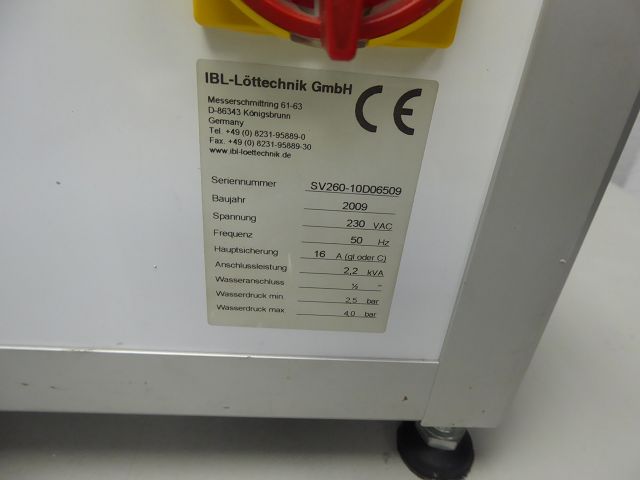 IBL-Löttechnik GmbH
Messerschmittring 61-63
D-86343 Königsbrunn
Germany
Tel. +49 (0) 8231-95889-0
Fax. +49 (0) 8231-95889-30
www.ibl-loettechnik.de
CE
Seriennummer SV260-10D06509
Baujahr 2009
Spannung 230 VAC
Frequenz 50 Hz
Hauptsicherung 16 A (gl oder C)
Anschlussleistung 2,2 kVA
Wasseranschluss ½ "
Wasserdruck min 2,5 bar
Wasserdruck max 4,0 bar